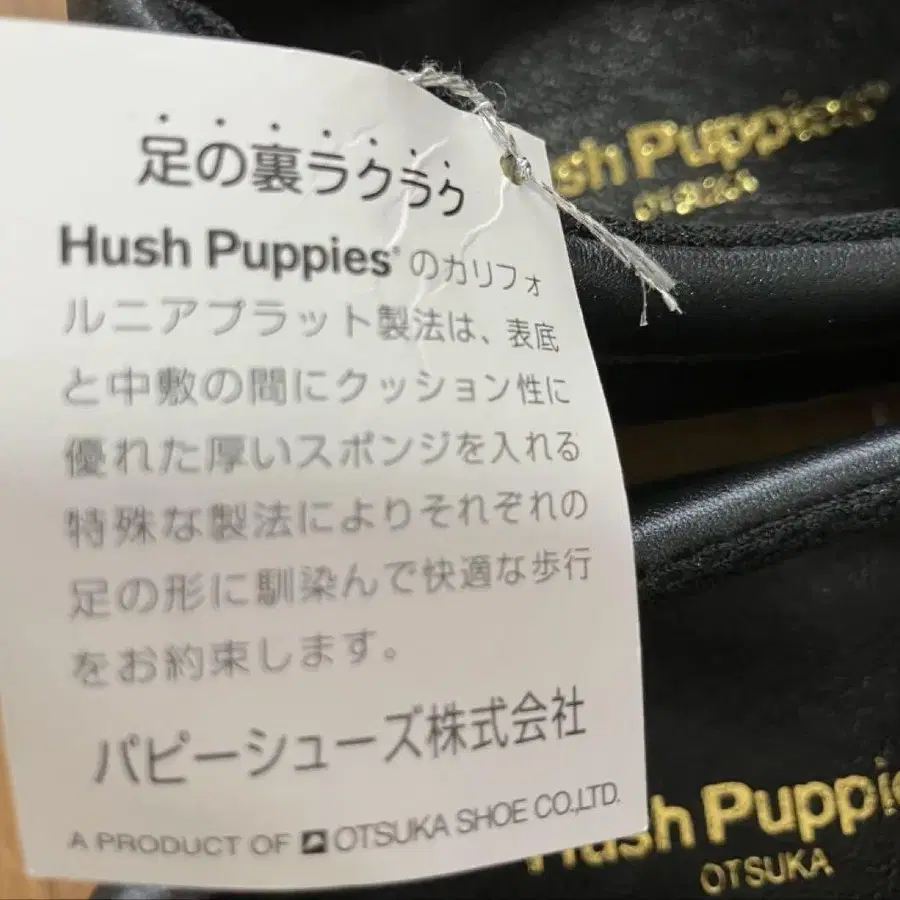 足の裏ラクラク
Hush Puppies®のカリフォ
ルニアプラット製法は、表底
と中敷の間にクッション性に
優れた厚いスポンジを入れる
特殊な製法によりそれぞれの
足の形に馴染んで快適な歩行
をお約束します。
パピーシューズ株式会社
A PRODUCT OF OTSUKA SHOE CO.,LTD.
ush Puppies®
OTSUKA
Hush Puppi
OTSUKA